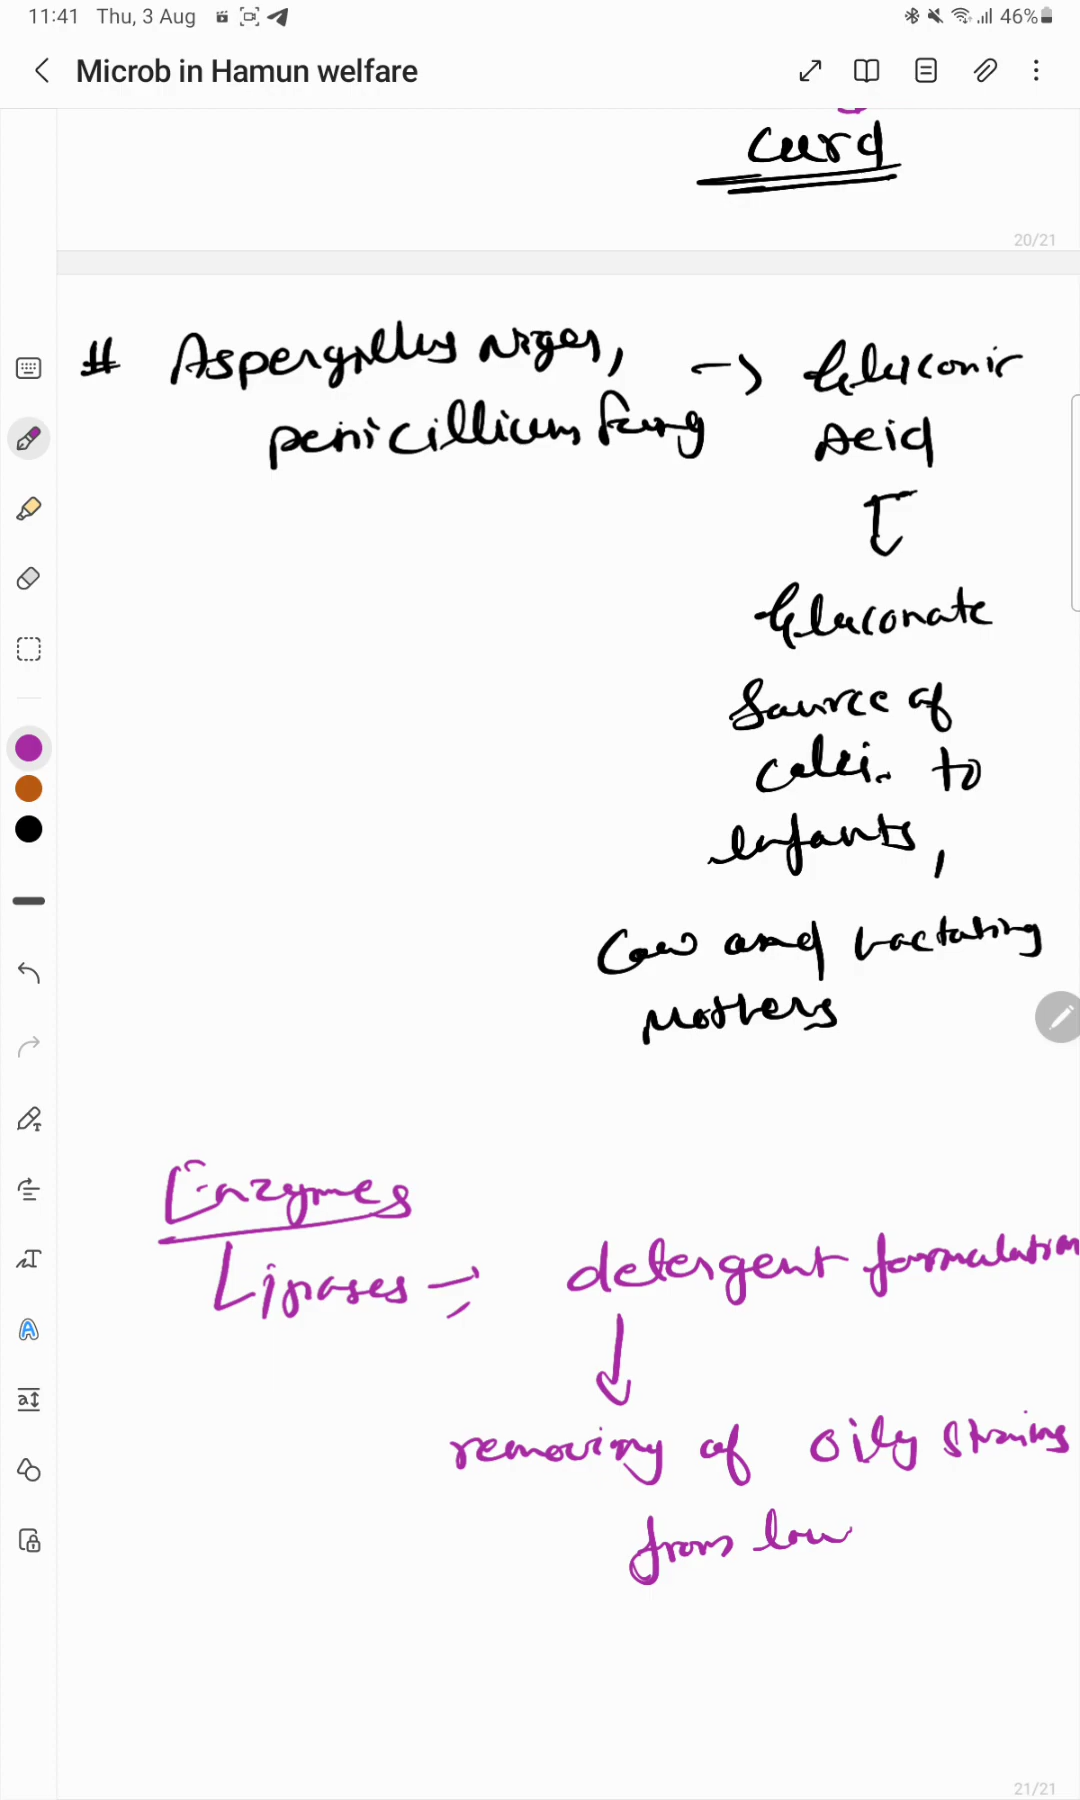 11:41 Thu, 3 Aug 46%
Microb in Hamun welfare
Curd
20/21
# Aspergillus niger, → Gluconic
penicillium fung Acid
Gluconate
Source of
calci. to
infants,
Cow and Lactating
Mothers
Enzymes
Lipases → detergent formulation
removing of oily strains
from lau
21/21